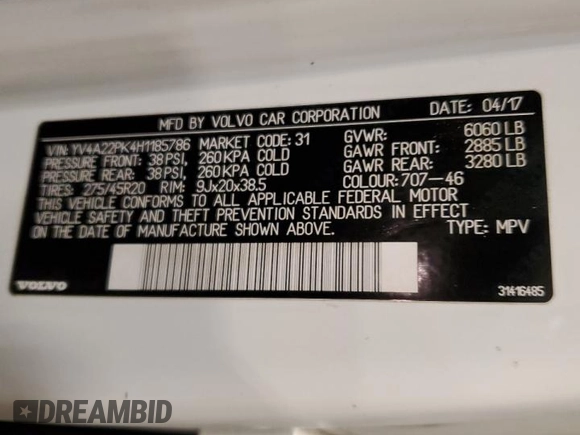 MFD BY VOLVO CAR CORPORATION DATE: 04/17
VIN: YV4A22PK4H1185786 MARKET CODE: 31 GVWR: 6060 LB
PRESSURE FRONT: 38 PSI, 260 KPA COLD GAWR FRONT: 2885 LB
PRESSURE REAR: 38 PSI, 260 KPA COLD GAWR REAR: 3280 LB
TIRES: 275/45R20 RIM: 9Jx20x38.5 COLOUR: 707-46
THIS VEHICLE CONFORMS TO ALL APPLICABLE FEDERAL MOTOR
VEHICLE SAFETY AND THEFT PREVENTION STANDARDS IN EFFECT
ON THE DATE OF MANUFACTURE SHOWN ABOVE. TYPE: MPV
VOLVO 31416485
DREAMBID